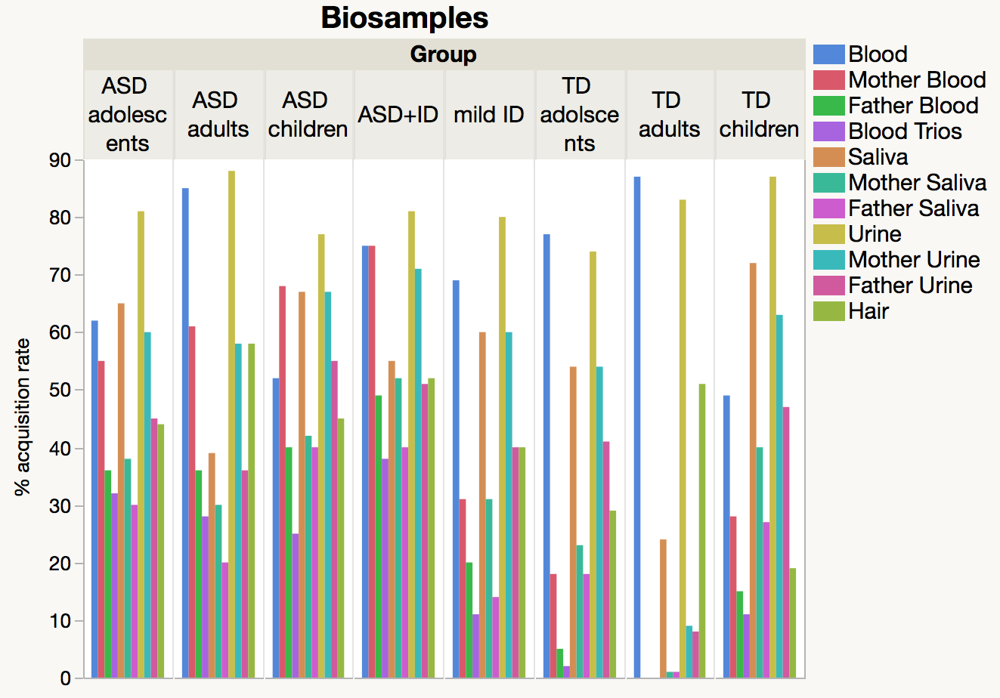 Biosamples
Group
ASD
adolesc
ents
ASD
adults
ASD
children
ASD+ID
mild ID
TD
adolsce
nts
TD
adults
TD
children
Blood
Mother Blood
Father Blood
Blood Trios
Saliva
Mother Saliva
Father Saliva
Urine
Mother Urine
Father Urine
Hair
% acquisition rate
90
80
70
60
50
40
30
20
10
0